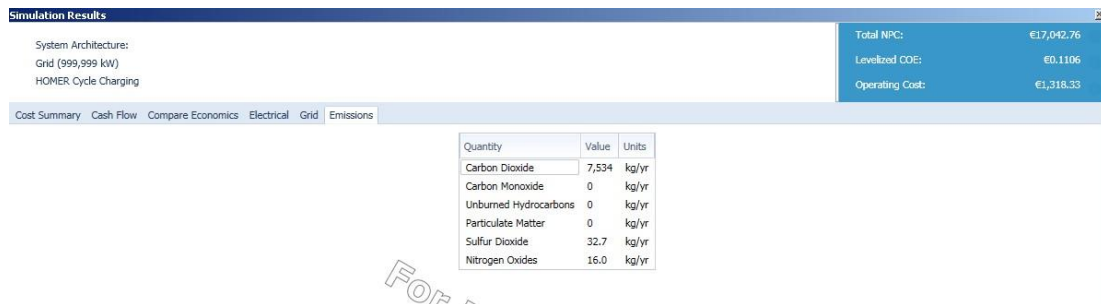 Simulation Results
System Architecture:
Grid (999,999 kW)
HOMER Cycle Charging
Total NPC: €17,042.76
Levelized COE: €0.1106
Operating Cost: €1,318.33
Cost Summary Cash Flow Compare Economics Electrical Grid Emissions
Quantity Value Units
Carbon Dioxide 7,534 kg/yr
Carbon Monoxide 0 kg/yr
Unburned Hydrocarbons 0 kg/yr
Particulate Matter 0 kg/yr
Sulfur Dioxide 32.7 kg/yr
Nitrogen Oxides 16.0 kg/yr
For